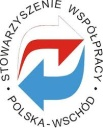 STOWARZYSZENIE WSPÓŁPRACY
• POLSKA-WSCHÓD •